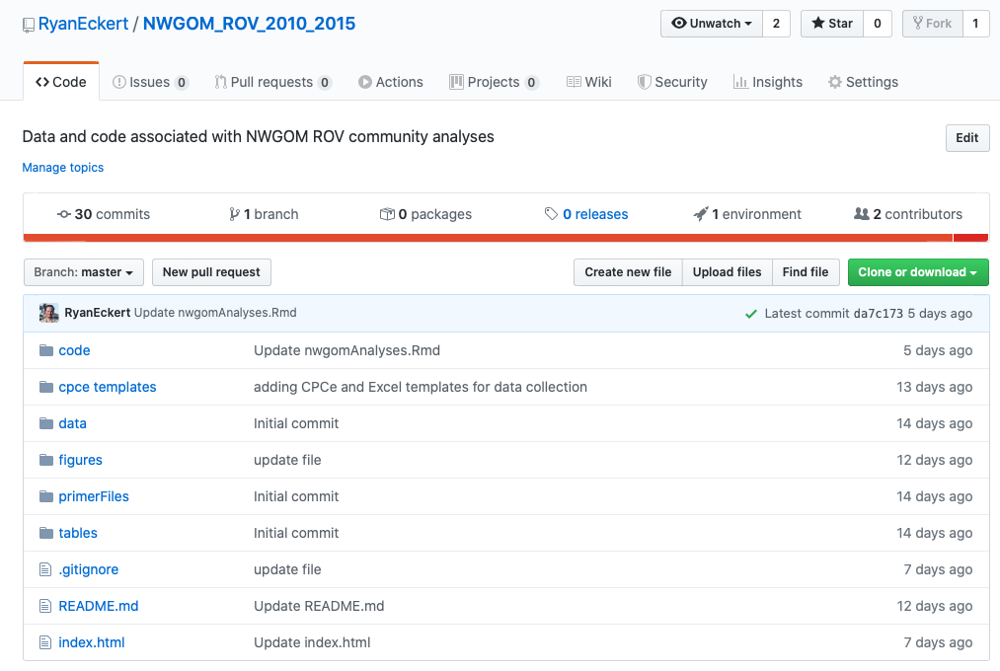 RyanEckert / NWGOM_ROV_2010_2015
Unwatch 2 Star 0 Fork 1
Code Issues 0 Pull requests 0 Actions Projects 0 Wiki Security Insights Settings
Data and code associated with NWGOM ROV community analyses
Edit
Manage topics
30 commits 1 branch 0 packages 0 releases 1 environment 2 contributors
Branch: master New pull request Create new file Upload files Find file Clone or download
RyanEckert Update nwgomAnalyses.Rmd Latest commit da7c173 5 days ago
code Update nwgomAnalyses.Rmd 5 days ago
cpce templates adding CPCe and Excel templates for data collection 13 days ago
data Initial commit 14 days ago
figures update file 12 days ago
primerFiles Initial commit 14 days ago
tables Initial commit 14 days ago
.gitignore update file 7 days ago
README.md Update README.md 12 days ago
index.html Update index.html 7 days ago